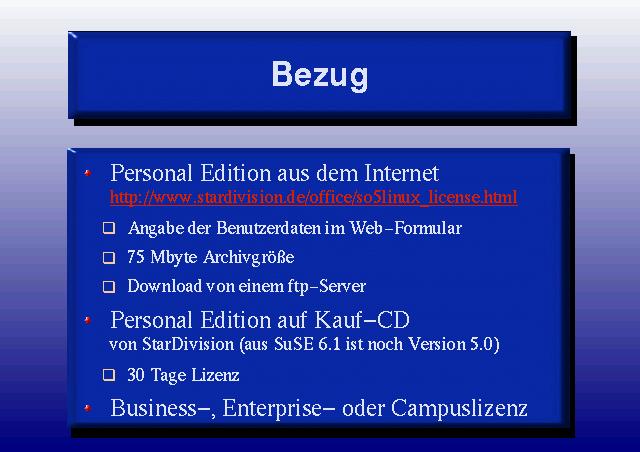 Bezug
Personal Edition aus dem Internet
http://www.stardivision.de/office/so5linux_license.html
Angabe der Benutzerdaten im Web-Formular
75 Mbyte Archivgröße
Download von einem ftp-Server
Personal Edition auf Kauf-CD
von StarDivision (aus SuSE 6.1 ist noch Version 5.0)
30 Tage Lizenz
Business-, Enterprise- oder Campuslizenz